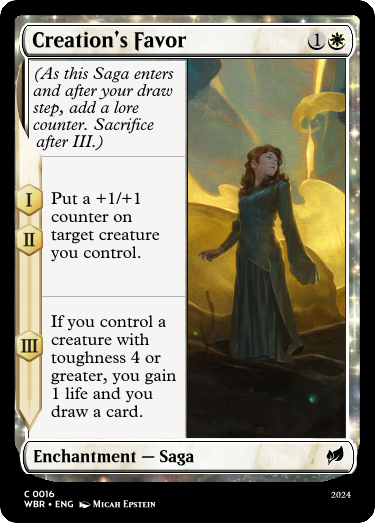 Creation's Favor 1
(As this Saga enters
and after your draw
step, add a lore
counter. Sacrifice
after III.)
I
II
Put a +1/+1
counter on
target creature
you control.
III
If you control a
creature with
toughness 4 or
greater, you gain
1 life and you
draw a card.
Enchantment — Saga
C 0016
WBR • ENG Micah Epstein
2024